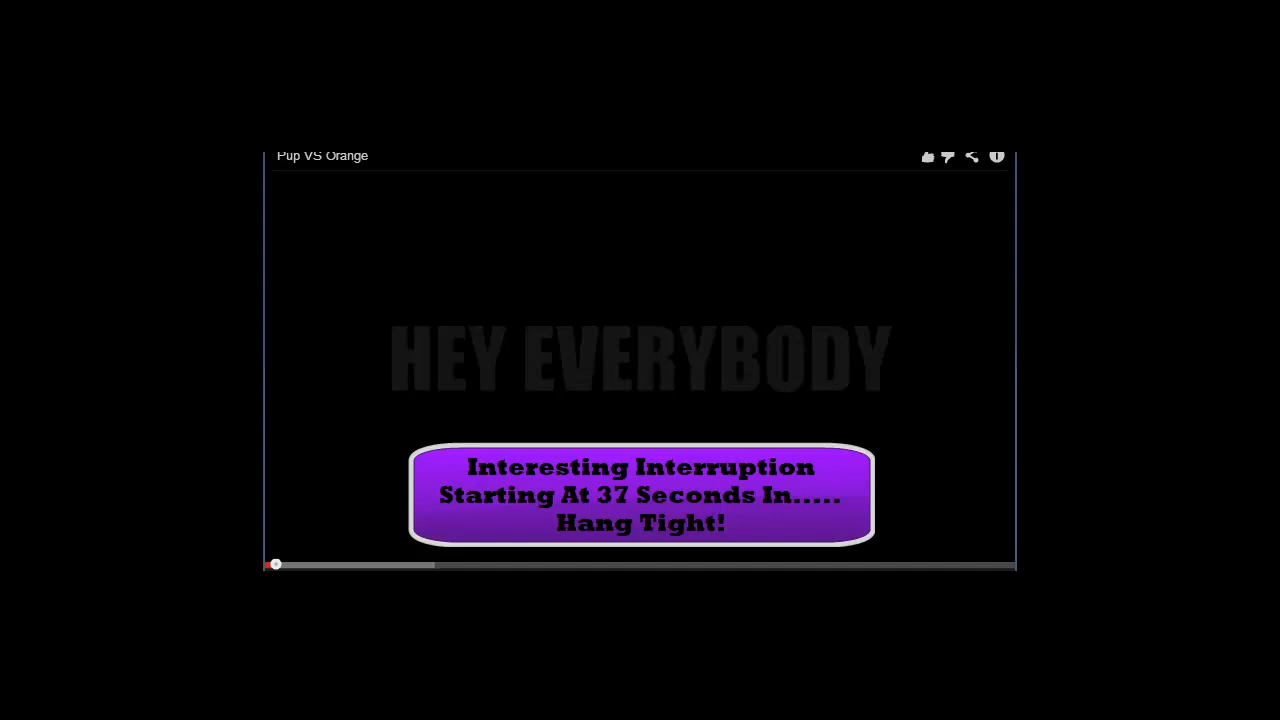 Pup VS Orange
HEY EVERYBODY
Interesting Interruption
Starting At 37 Seconds In.....
Hang Tight!